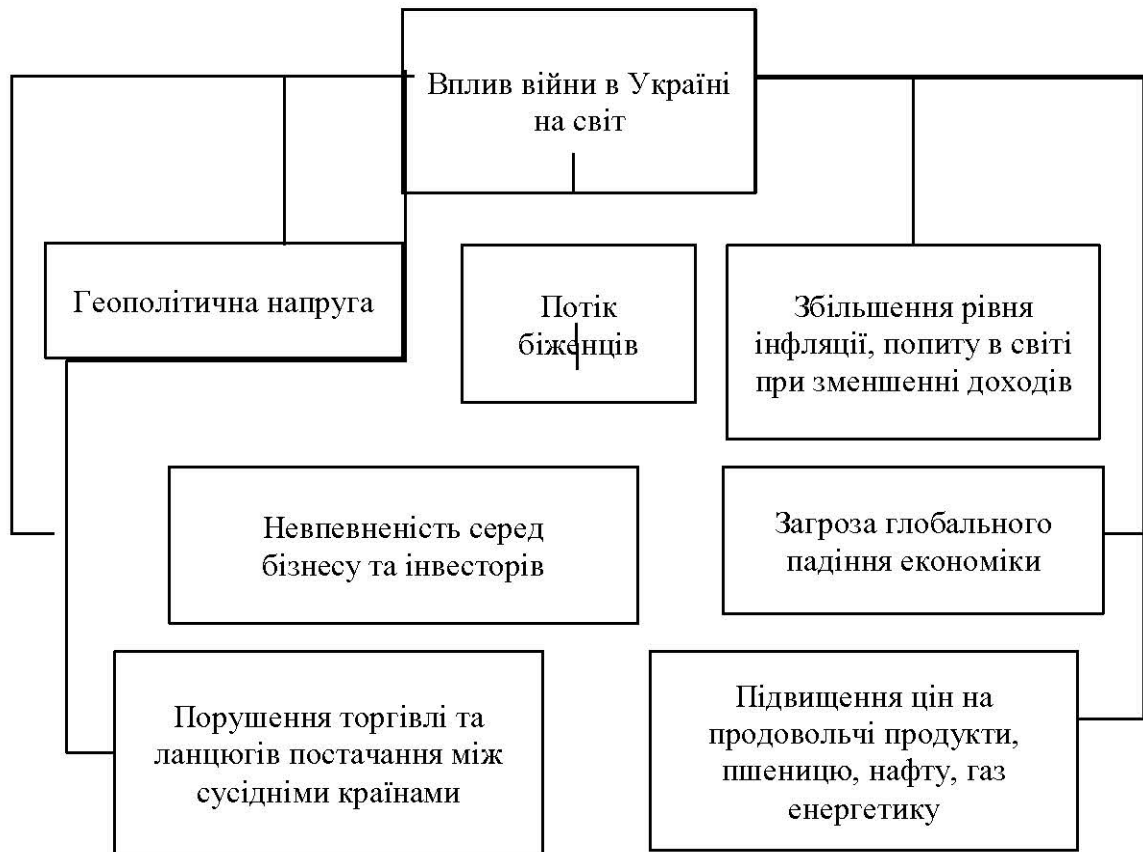 Вплив війни в Україні
на світ
Геополітична напруга
Потік
біженців
Збільшення рівня
інфляції, попиту в світі
при зменшенні доходів
Невпевненість серед
бізнесу та інвесторів
Загроза глобального
падіння економіки
Порушення торгівлі та
ланцюгів постачання між
сусідніми країнами
Підвищення цін на
продовольчі продукти,
пшеницю, нафту, газ
енергетику